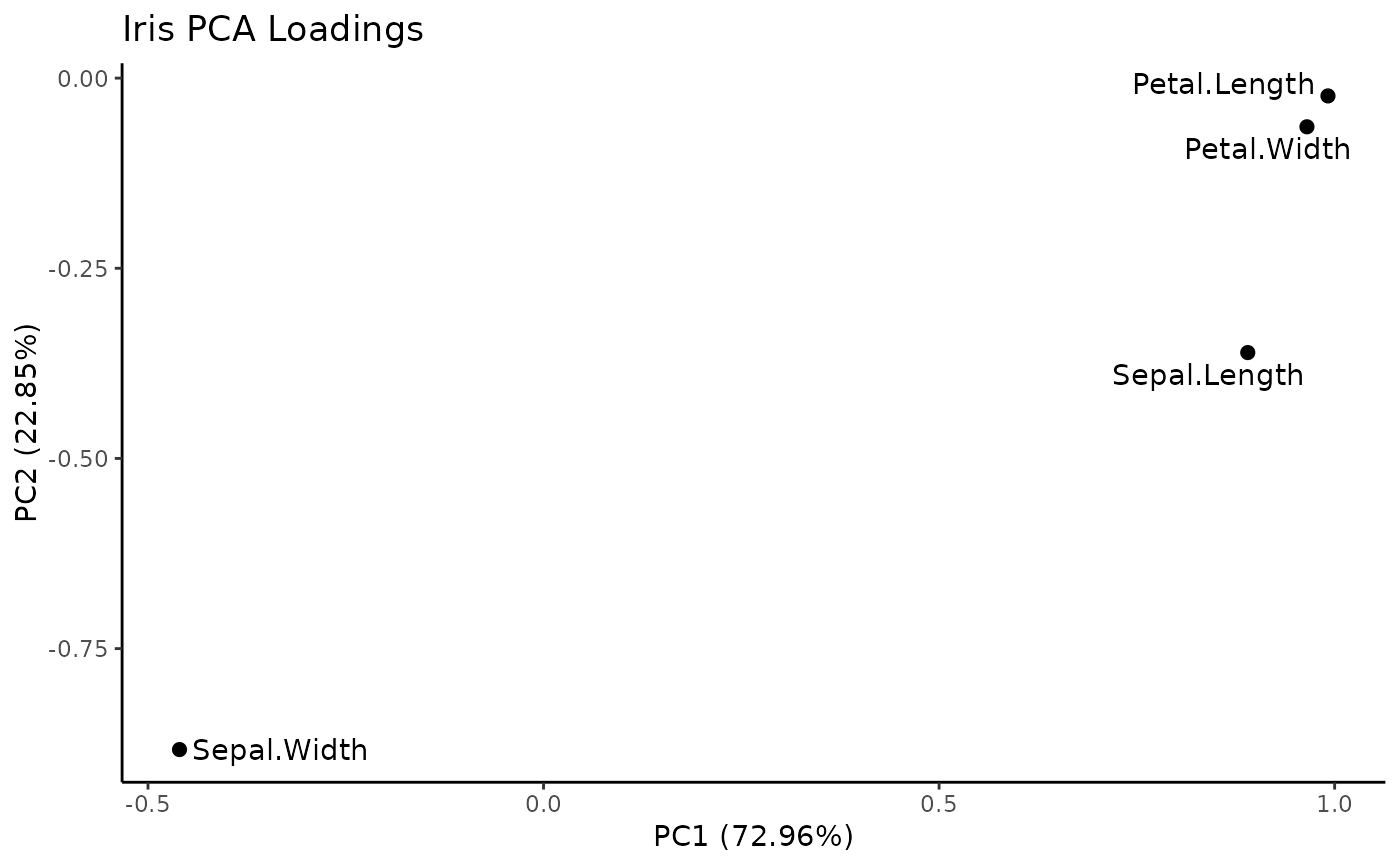 Iris PCA Loadings
0.00
-0.25
-0.50
-0.75
PC2 (22.85%)
Petal.Length
Petal.Width
Sepal.Length
Sepal.Width
-0.5
0.0
0.5
1.0
PC1 (72.96%)